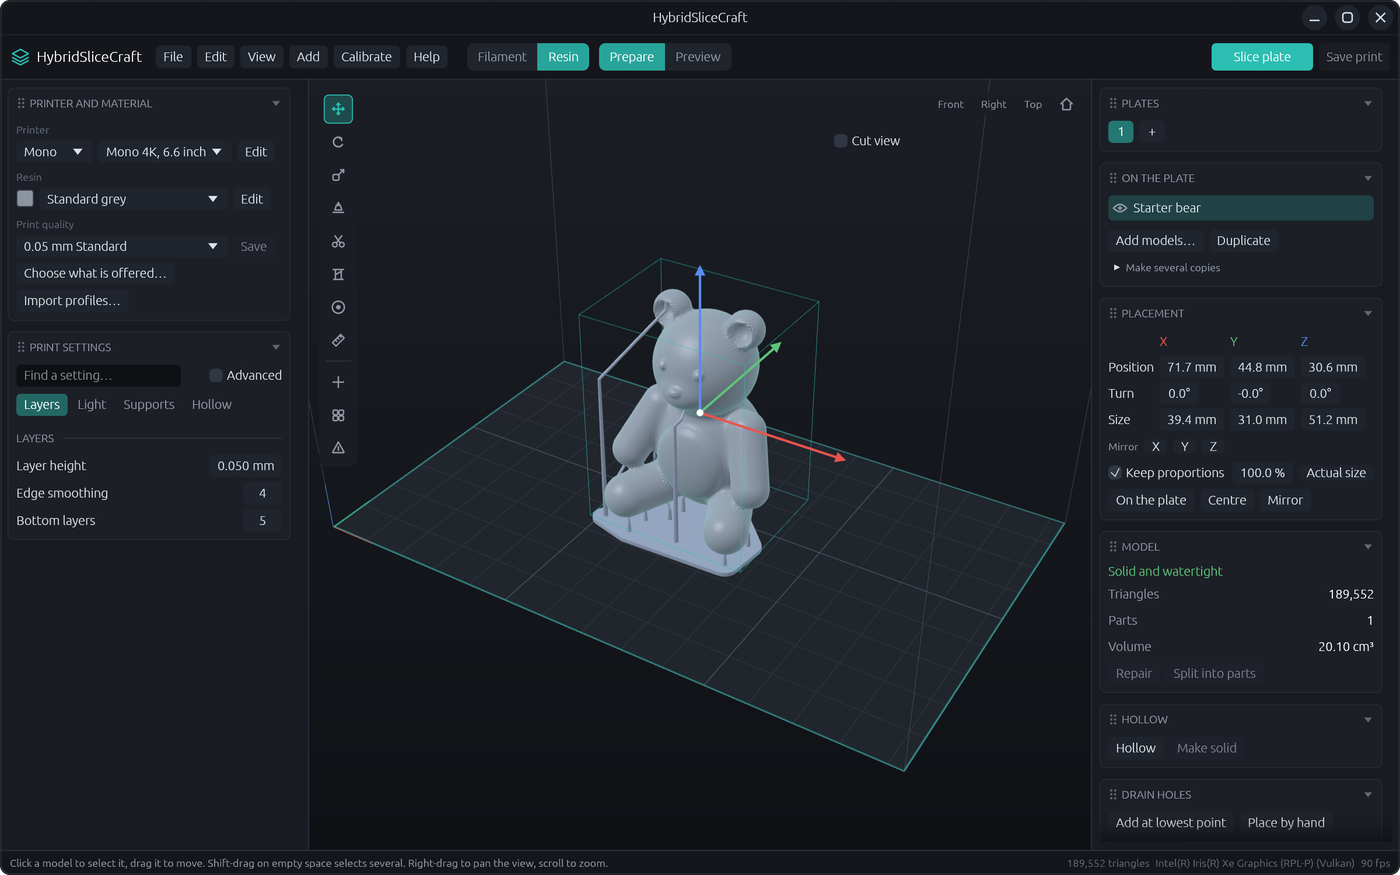 HybridSliceCraft
HybridSliceCraft File Edit View Add Calibrate Help Filament Resin Prepare Preview Slice plate Save print
PRINTER AND MATERIAL
Printer
Mono Mono 4K, 6.6 inch Edit
Resin
Standard grey Edit
Print quality
0.05 mm Standard Save
Choose what is offered...
Import profiles...
PRINT SETTINGS
Find a setting... Advanced
Layers Light Supports Hollow
LAYERS
Layer height 0.050 mm
Edge smoothing 4
Bottom layers 5
Front Right Top
Cut view
PLATES
1 +
ON THE PLATE
Starter bear
Add models... Duplicate
Make several copies
PLACEMENT
X Y Z
Position 71.7 mm 44.8 mm 30.6 mm
Turn 0.0° -0.0° 0.0°
Size 39.4 mm 31.0 mm 51.2 mm
Mirror X Y Z
Keep proportions 100.0 % Actual size
On the plate Centre Mirror
MODEL
Solid and watertight
Triangles 189,552
Parts 1
Volume 20.10 cm³
Repair Split into parts
HOLLOW
Hollow Make solid
DRAIN HOLES
Add at lowest point Place by hand
Click a model to select it, drag it to move. Shift-drag on empty space selects several. Right-drag to pan the view, scroll to zoom.
189,552 triangles Intel(R) Iris(R) Xe Graphics (RPL-P) (Vulkan) 90 fps